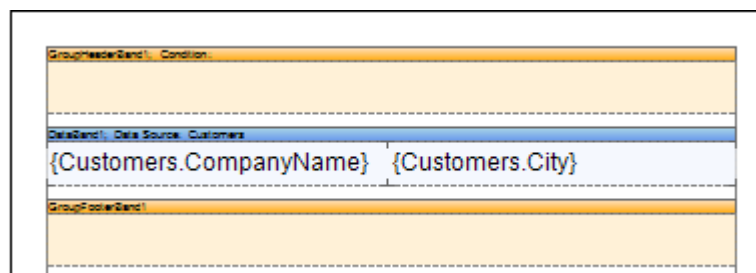 GroupHeaderBand1; Condition:
DataBand1; Data Source: Customers
{Customers.CompanyName} {Customers.City}
GroupFooterBand1